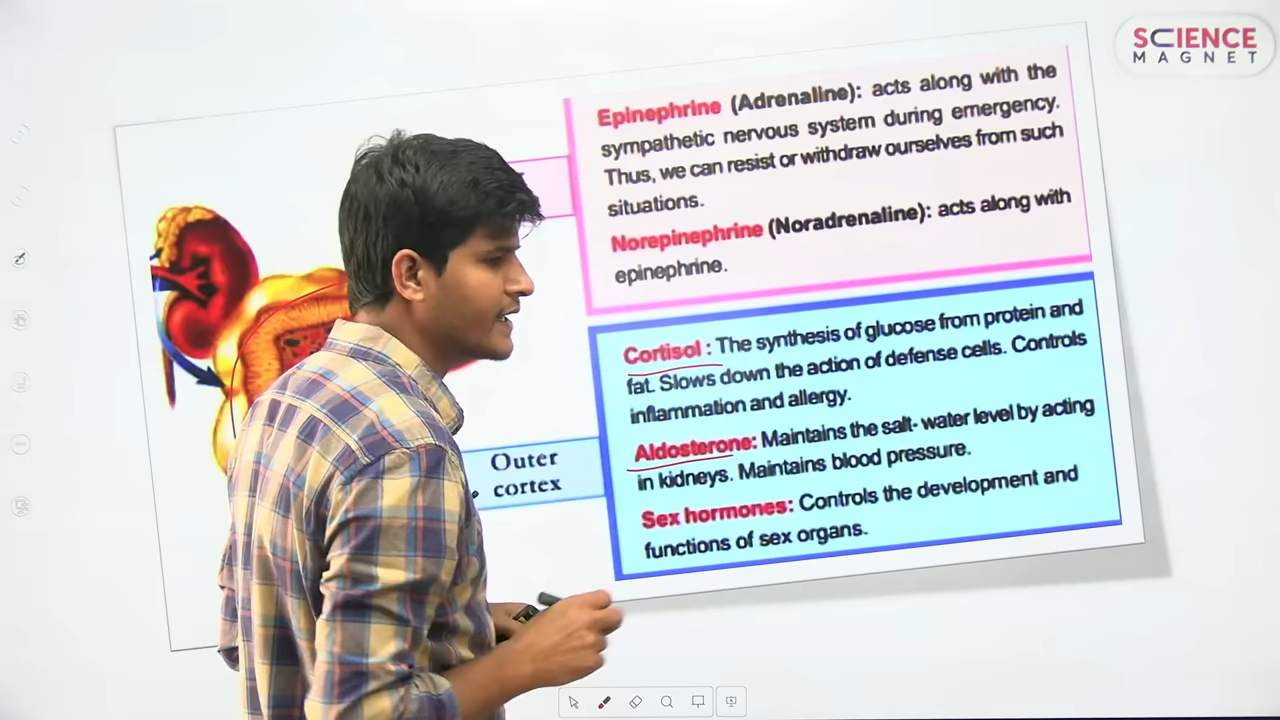 SCIENCE
MAGNET
Epinephrine (Adrenaline): acts along with the
sympathetic nervous system during emergency.
Thus, we can resist or withdraw ourselves from such
situations.
Norepinephrine (Noradrenaline): acts along with
epinephrine.
Cortisol : The synthesis of glucose from protein and
fat. Slows down the action of defense cells. Controls
inflammation and allergy.
Aldosterone: Maintains the salt- water level by acting
in kidneys. Maintains blood pressure.
Sex hormones: Controls the development and
functions of sex organs.
Outer
cortex